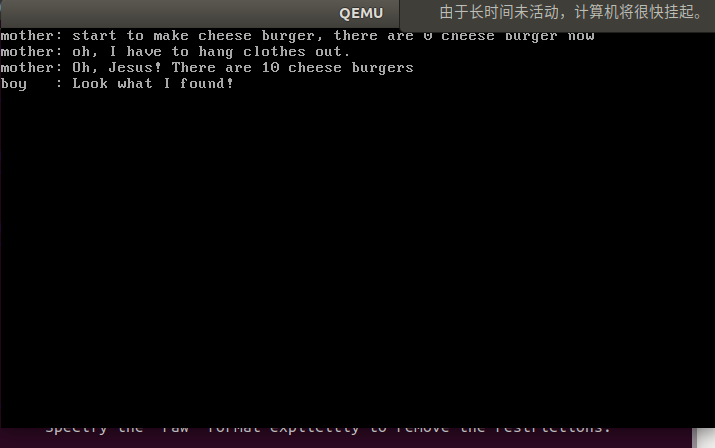 QEMU
由于长时间未活动，计算机将很快挂起。
mother: start to make cheese burger, there are 0 cheese burger now
mother: oh, I have to hang clothes out.
mother: Oh, Jesus! There are 10 cheese burgers
boy   : Look what I found!
Specify the 'raw' format explicitly to remove the restrictions.